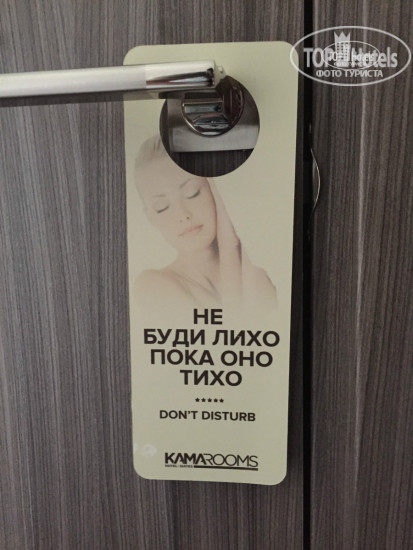 TOPHotels
ФОТО ТУРИСТА
НЕ
БУДИ ЛИХО
ПОКА ОНО
ТИХО
★★★★★
DON'T DISTURB
KAMAROOMS